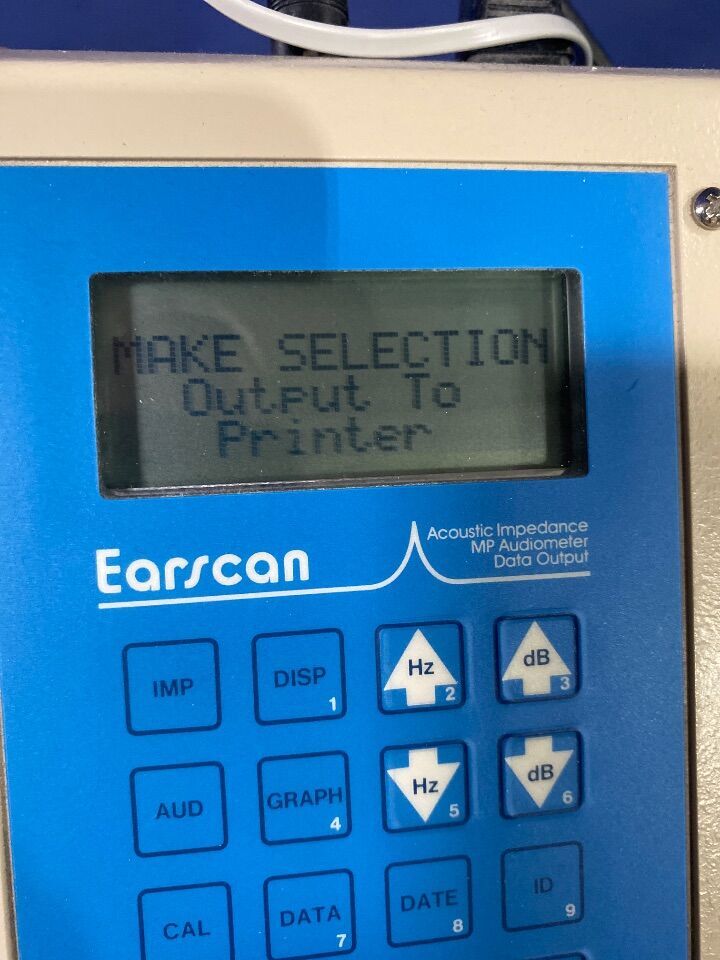 MAKE SELECTION
Output To
Printer
Earscan
Acoustic Impedance
MP Audiometer
Data Output
IMP
DISP 1
Hz 2
dB 3
AUD
GRAPH 4
Hz 5
dB 6
CAL
DATA 7
DATE 8
ID 9